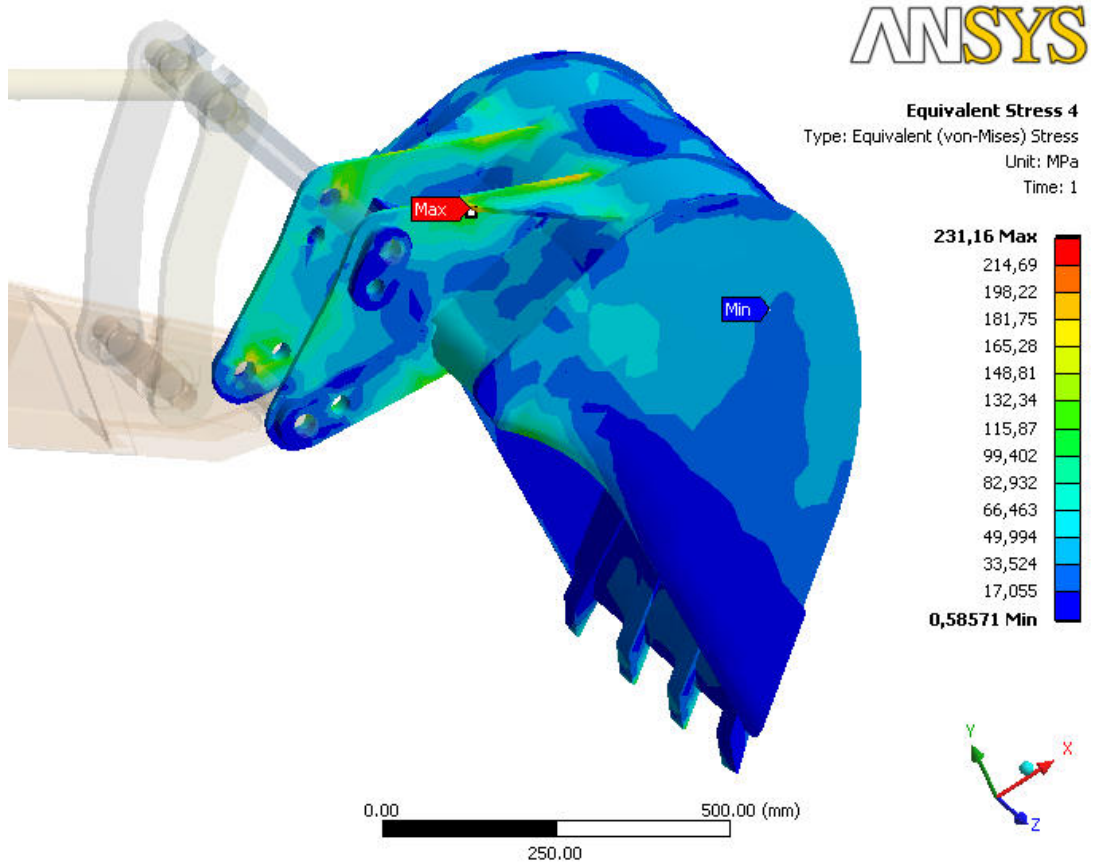 ANSYS
Equivalent Stress 4
Type: Equivalent (von-Mises) Stress
Unit: MPa
Time: 1
231,16 Max
214,69
198,22
181,75
165,28
148,81
132,34
115,87
99,402
82,932
66,463
49,994
33,524
17,055
0,58571 Min
Max
Min
0.00
500.00 (mm)
250.00
Y
X
Z